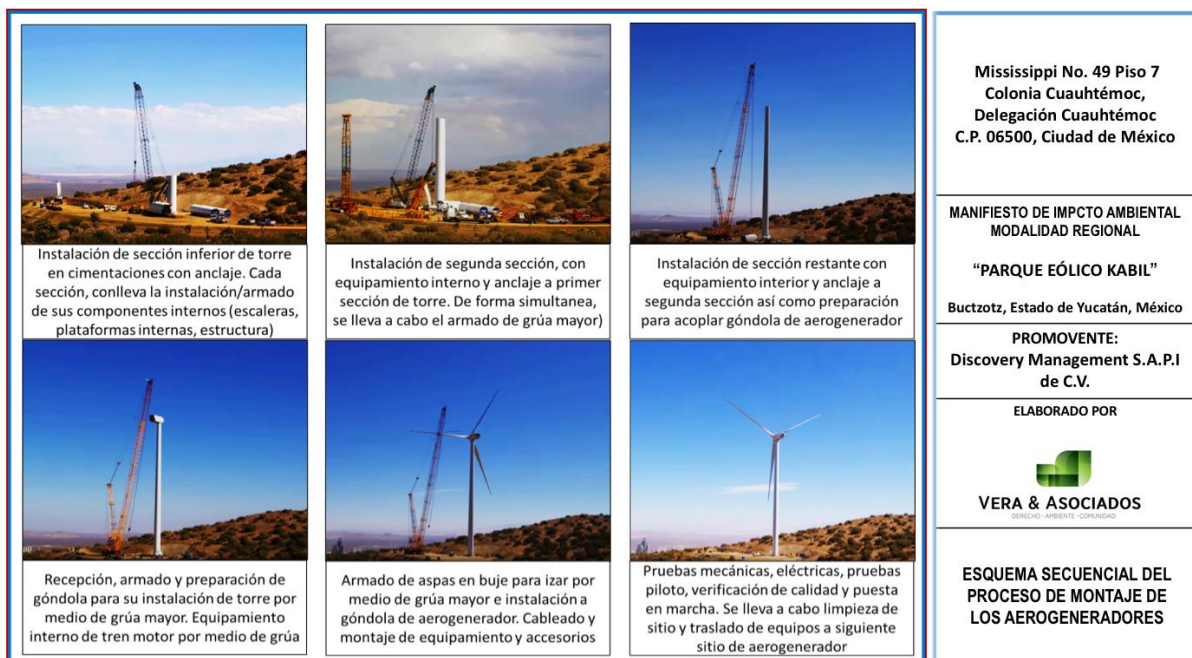 Instalación de sección inferior de torre
en cimentaciones con anclaje. Cada
sección, conlleva la instalación/armado
de sus componentes internos (escaleras,
plataformas internas, estructura)
Instalación de segunda sección, con
equipamiento interno y anclaje a primer
sección de torre. De forma simultanea,
se lleva a cabo el armado de grúa mayor)
Instalación de sección restante con
equipamiento interior y anclaje a
segunda sección así como preparación
para acoplar góndola de aerogenerador
Recepción, armado y preparación de
góndola para su instalación de torre por
medio de grúa mayor. Equipamiento
interno de tren motor por medio de grúa
Armado de aspas en buje para izar por
medio de grúa mayor e instalación a
góndola de aerogenerador. Cableado y
montaje de equipamiento y accesorios
Pruebas mecánicas, eléctricas, pruebas
piloto, verificación de calidad y puesta
en marcha. Se lleva a cabo limpieza de
sitio y traslado de equipos a siguiente
sitio de aerogenerador
Mississippi No. 49 Piso 7
Colonia Cuauhtémoc,
Delegación Cuauhtémoc
C.P. 06500, Ciudad de México
MANIFIESTO DE IMPCTO AMBIENTAL
MODALIDAD REGIONAL
“PARQUE EÓLICO KABIL”
Buctzotz, Estado de Yucatán, México
PROMOVENTE:
Discovery Management S.A.P.I
de C.V.
ELABORADO POR
VERA & ASOCIADOS
DERECHO · AMBIENTE · COMUNIDAD
ESQUEMA SECUENCIAL DEL
PROCESO DE MONTAJE DE
LOS AEROGENERADORES